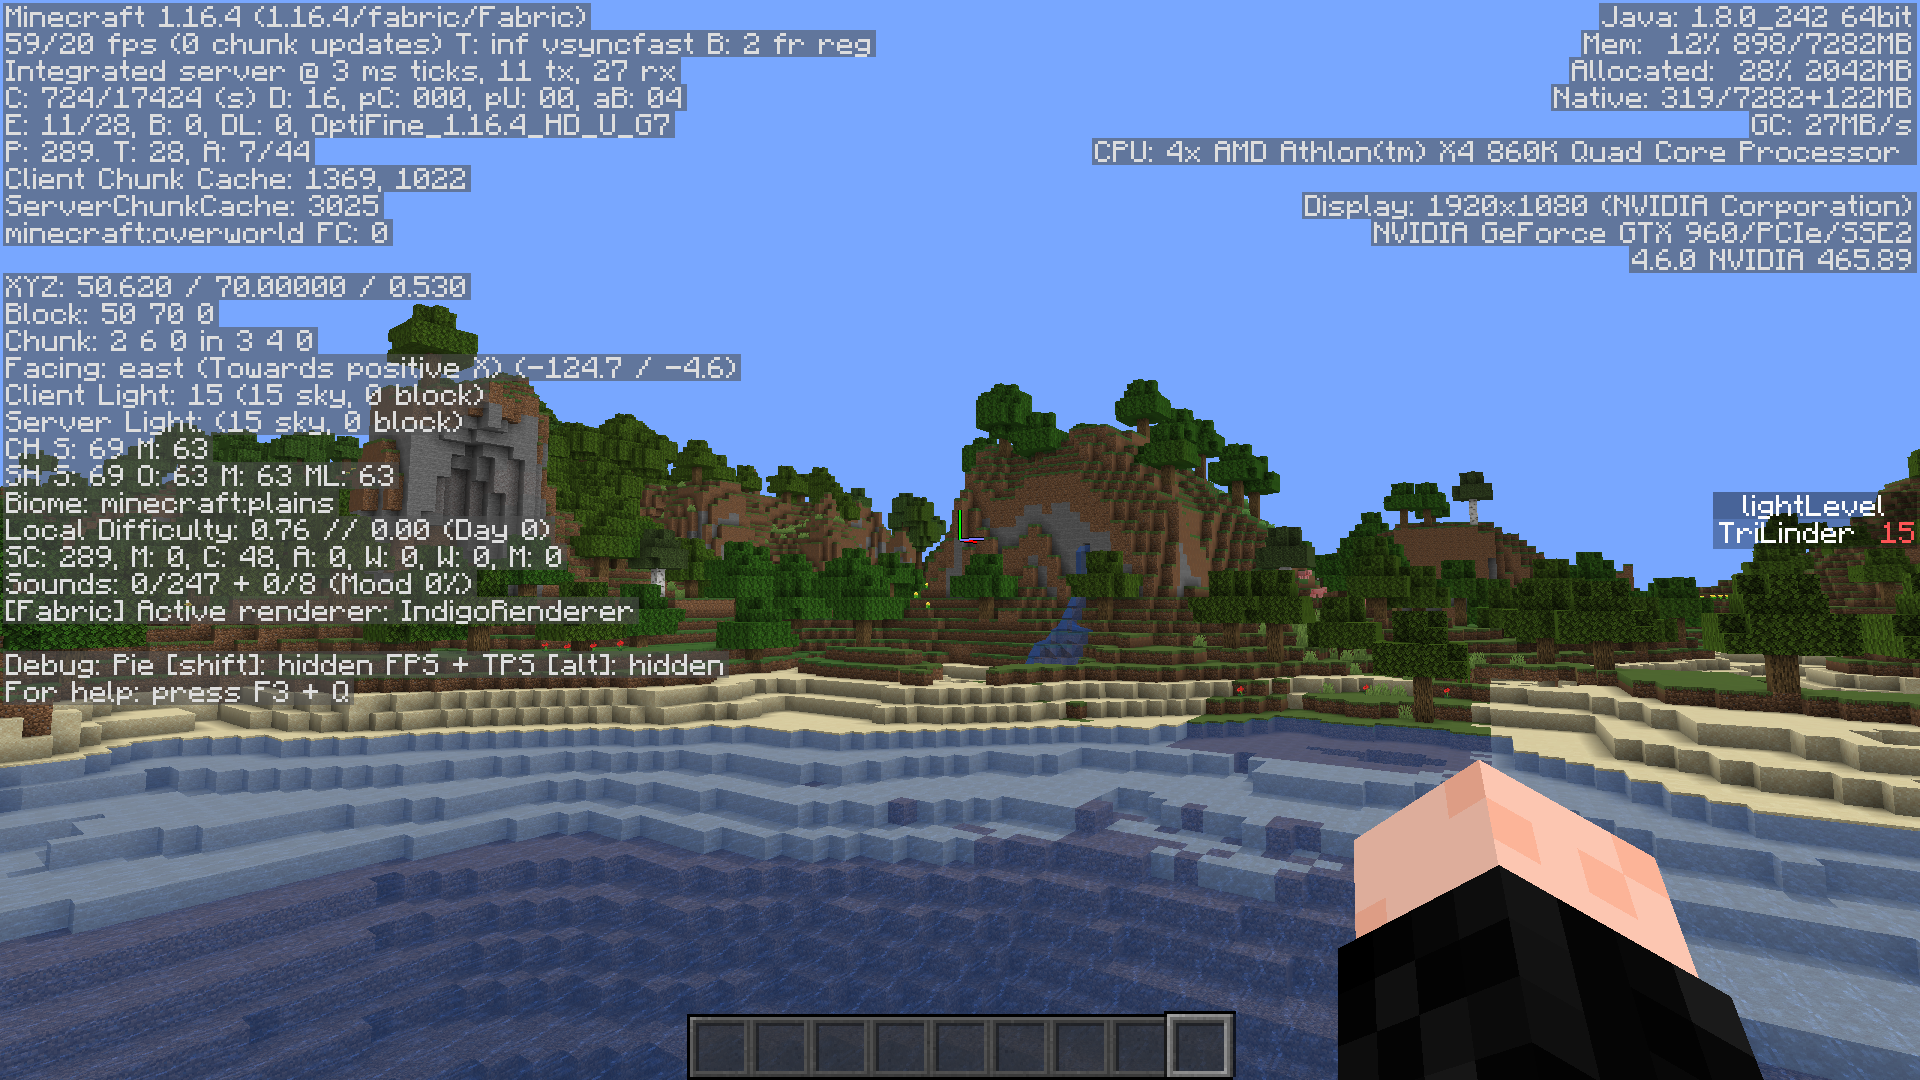 Minecraft 1.16.4 (1.16.4/fabric/Fabric)
59/20 fps (0 chunk updates) T: inf vsyncfast B: 2 fr reg
Integrated server @ 3 ms ticks, 11 tx, 27 rx
C: 724/17424 (s) D: 16, pC: 000, pU: 00, aB: 04
E: 11/28, B: 0, DL: 0, OptiFine_1.16.4_HD_U_G7
P: 289. T: 28, A: 7/44
Client Chunk Cache: 1369, 1022
ServerChunkCache: 3025
minecraft:overworld FC: 0
XYZ: 50.620 / 70.00000 / 0.530
Block: 50 70 0
Chunk: 2 6 0 in 3 4 0
Facing: east (Towards positive X) (-124.7 / -4.6)
Client Light: 15 (15 sky, 0 block)
Server Light: (15 sky, 0 block)
CH S: 69 M: 63
SH S: 69 O: 63 M: 63 ML: 63
Biome: minecraft:plains
Local Difficulty: 0.76 // 0.00 (Day 0)
SC: 289, M: 0, C: 48, A: 0, W: 0, W: 0, M: 0
Sounds: 0/247 + 0/8 (Mood 0%)
[Fabric] Active renderer: IndigoRenderer
Debug: Pie [shift]: hidden FPS + TPS [alt]: hidden
For help: press F3 + Q
Java: 1.8.0_242 64bit
Mem: 12% 898/7282MB
Allocated: 28% 2042MB
Native: 319/7282+122MB
GC: 27MB/s
CPU: 4x AMD Athlon(tm) X4 860K Quad Core Processor
Display: 1920x1080 (NVIDIA Corporation)
NVIDIA GeForce GTX 960/PCIe/SSE2
4.6.0 NVIDIA 465.89
lightLevel
TriLinder 15